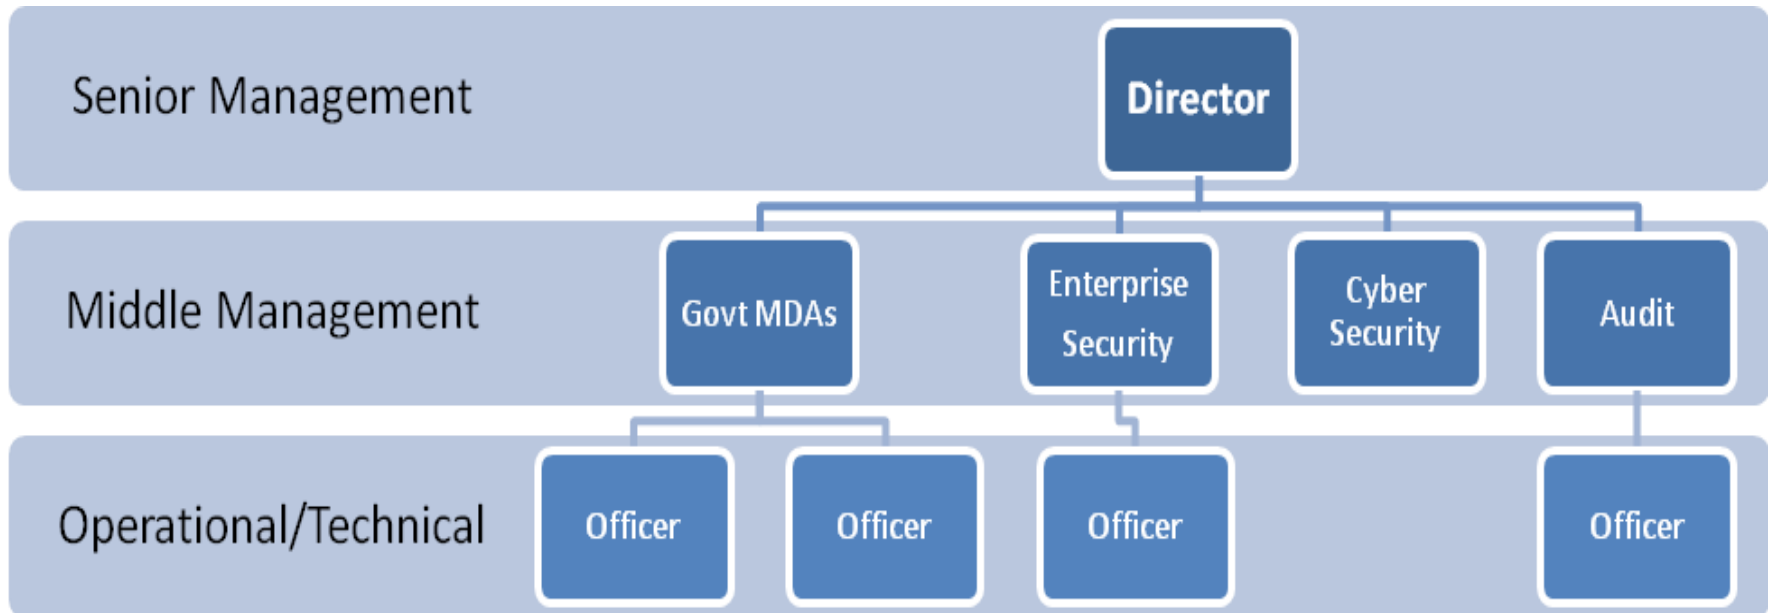 Senior Management
Director
Middle Management
Govt MDAs
Enterprise
Security
Cyber
Security
Audit
Operational/Technical
Officer
Officer
Officer
Officer